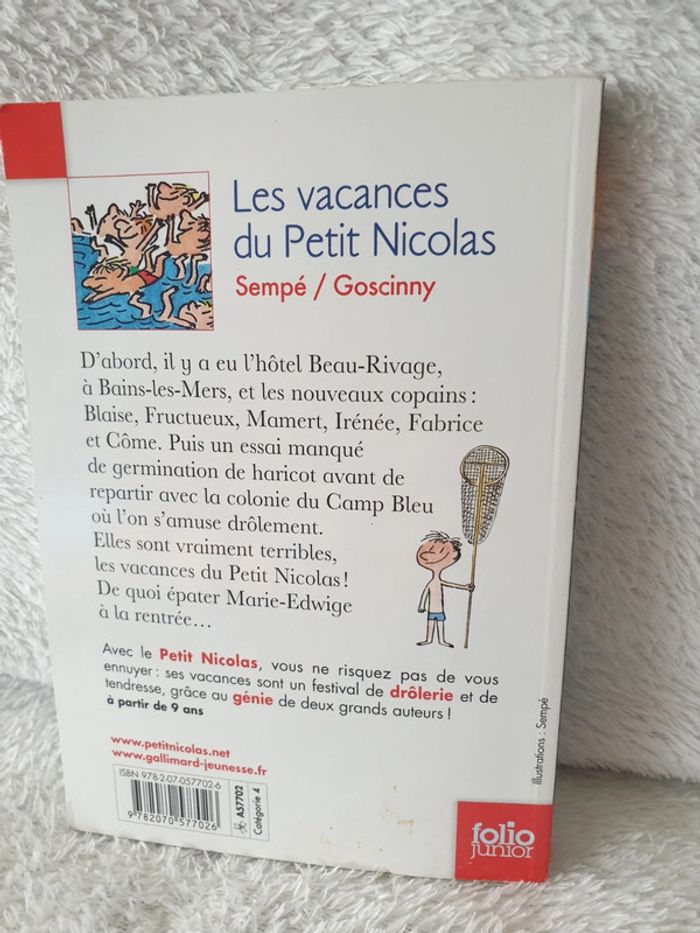 Les vacances
du Petit Nicolas
Sempé / Goscinny
D'abord, il y a eu l'hôtel Beau-Rivage,
à Bains-les-Mers, et les nouveaux copains :
Blaise, Fructueux, Mamert, Irénée, Fabrice
et Côme. Puis un essai manqué
de germination de haricot avant de
repartir avec la colonie du Camp Bleu
où l'on s'amuse drôlement.
Elles sont vraiment terribles,
les vacances du Petit Nicolas !
De quoi épater Marie-Edwige
à la rentrée...
Avec le Petit Nicolas, vous ne risquez pas de vous
ennuyer : ses vacances sont un festival de drôlerie et de
tendresse, grâce au génie de deux grands auteurs !
à partir de 9 ans
www.petitnicolas.net
www.gallimard-jeunesse.fr
ISBN 978-2-07-057702-6
9 782070 577026
A57702
Catégorie 4
Illustrations : Sempé
folio
junior